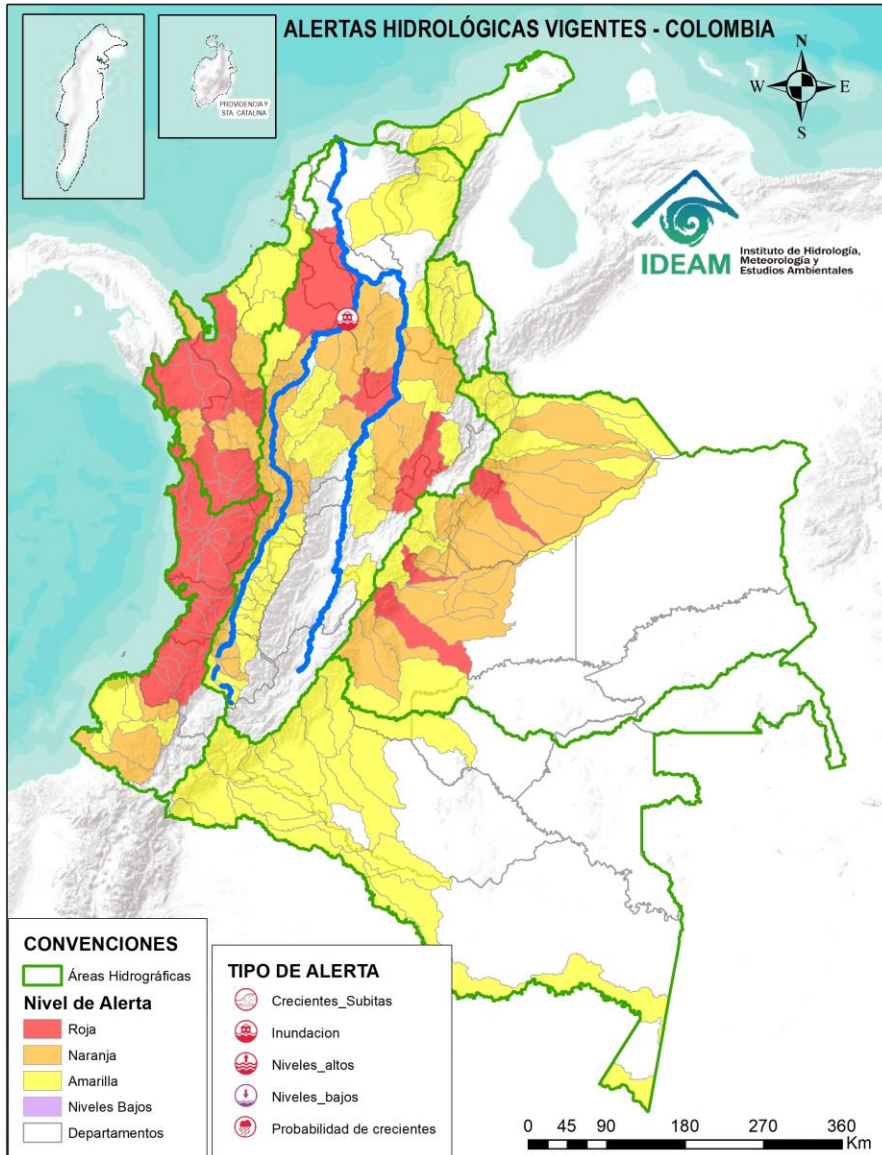 ALERTAS HIDROLÓGICAS VIGENTES - COLOMBIA
PROVIDENCIA Y
STA. CATALINA
N
W
E
S
IDEAM
Instituto de Hidrología,
Meteorología y
Estudios Ambientales
CONVENCIONES
Áreas Hidrográficas
Nivel de Alerta
Roja
Naranja
Amarilla
Niveles Bajos
Departamentos
TIPO DE ALERTA
Crecientes_Subitas
Inundacion
Niveles_altos
Niveles_bajos
Probabilidad de crecientes
0 45 90 180 270 360
Km